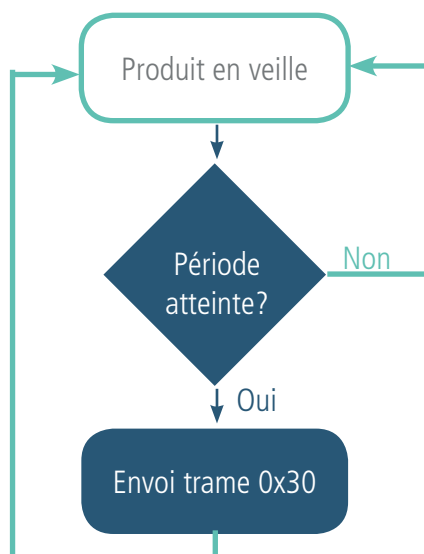 Produit en veille
Période
atteinte?
Non
Oui
Envoi trame 0x30